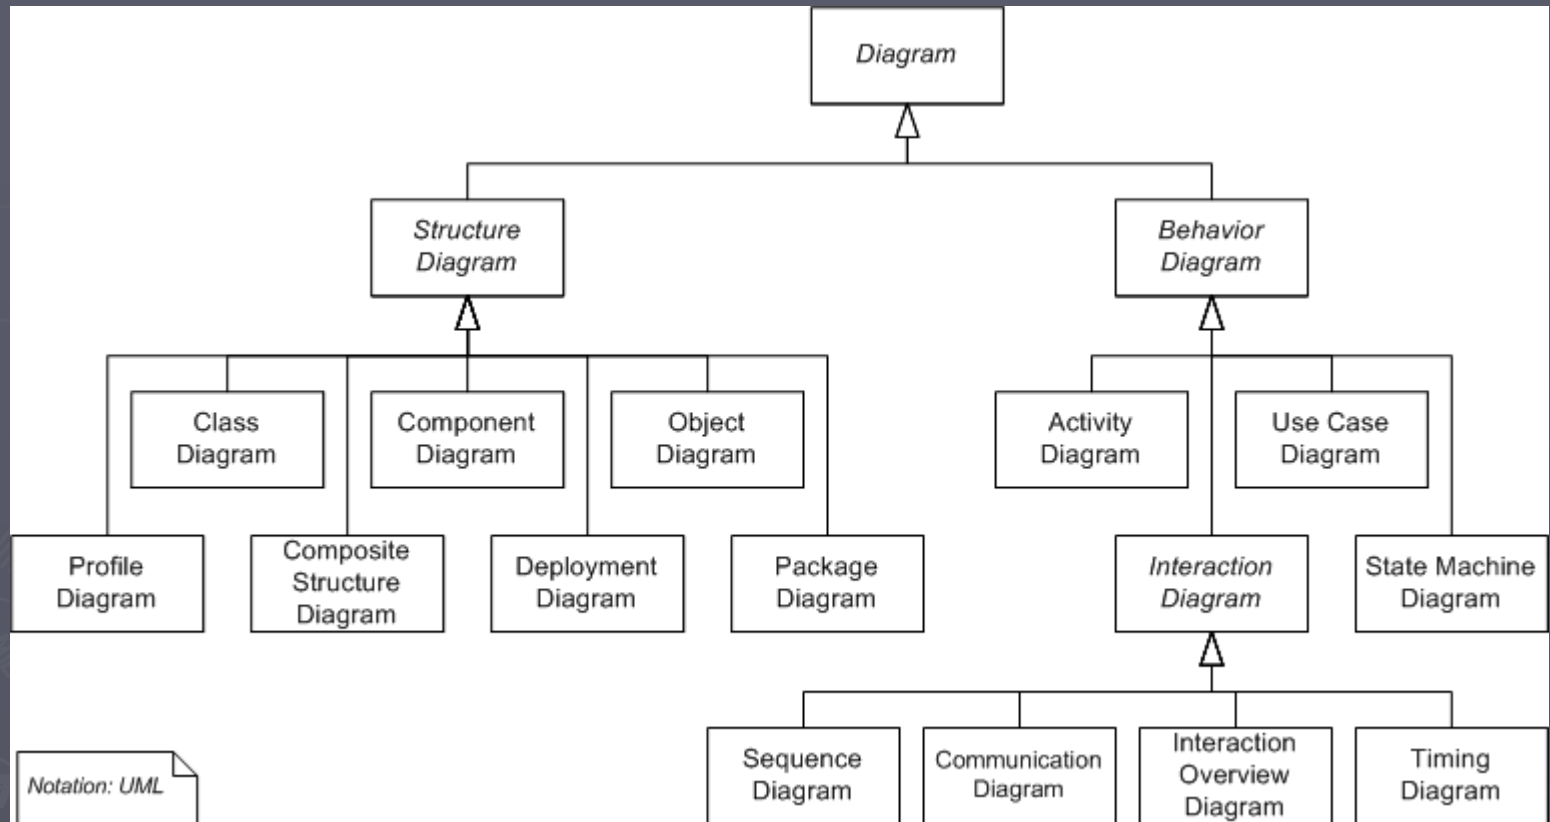 Diagram
Structure
Diagram
Behavior
Diagram
Class
Diagram
Component
Diagram
Object
Diagram
Activity
Diagram
Use Case
Diagram
Profile
Diagram
Composite
Structure
Diagram
Deployment
Diagram
Package
Diagram
Interaction
Diagram
State Machine
Diagram
Sequence
Diagram
Communication
Diagram
Interaction
Overview
Diagram
Timing
Diagram
Notation: UML